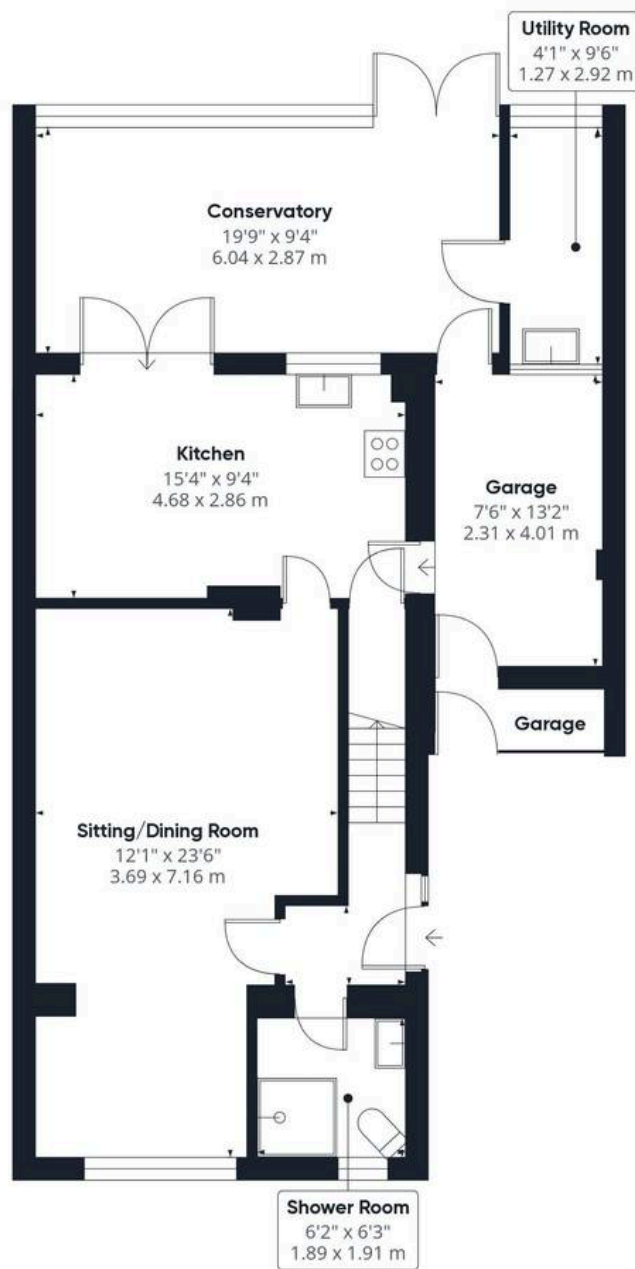 Utility Room
4'1" x 9'6"
1.27 x 2.92 m
Conservatory
19'9" x 9'4"
6.04 x 2.87 m
Kitchen
15'4" x 9'4"
4.68 x 2.86 m
Garage
7'6" x 13'2"
2.31 x 4.01 m
Garage
Sitting/Dining Room
12'1" x 23'6"
3.69 x 7.16 m
Shower Room
6'2" x 6'3"
1.89 x 1.91 m